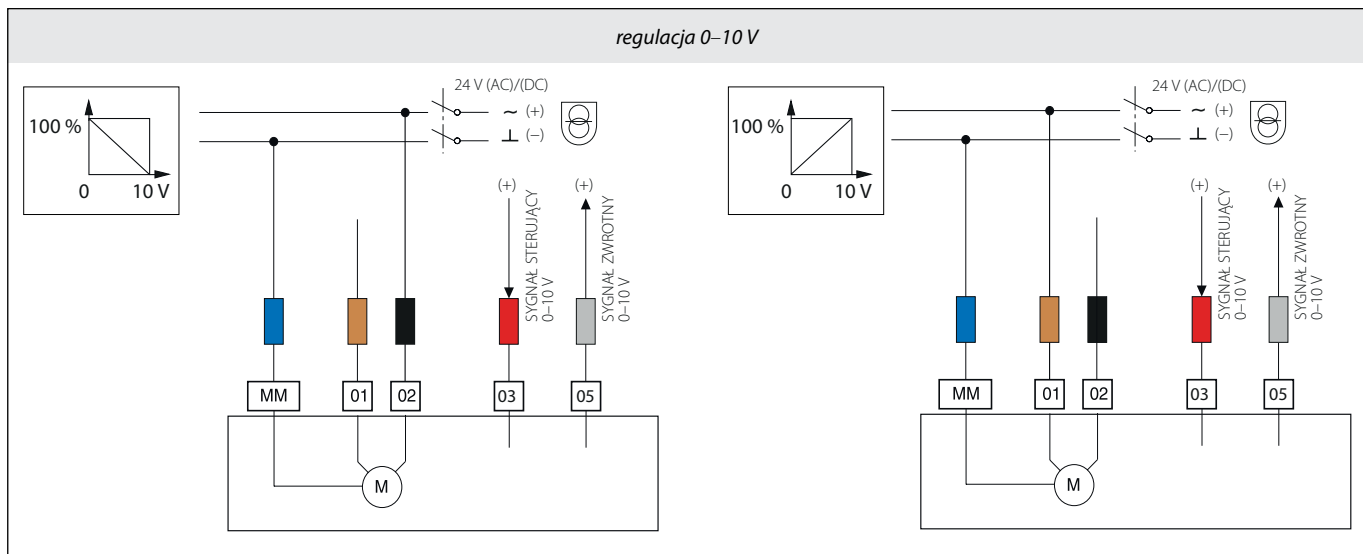 regulacja 0–10 V
100 %
0
10 V
24 V (AC)/(DC)
~ (+)
⊥ (–)
(+)
SYGNAŁ STERUJĄCY
0–10 V
(+)
SYGNAŁ ZWROTNY
0–10 V
MM
01
02
03
05
M
100 %
0
10 V
24 V (AC)/(DC)
~ (+)
⊥ (–)
(+)
SYGNAŁ STERUJĄCY
0–10 V
(+)
SYGNAŁ ZWROTNY
0–10 V
MM
01
02
03
05
M